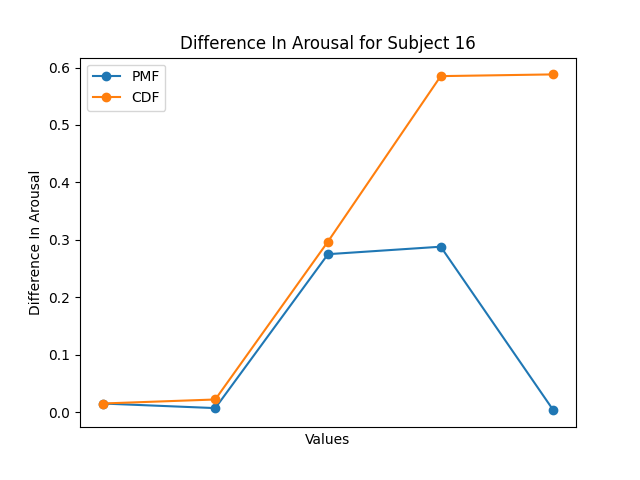 Difference In Arousal for Subject 16
PMF
CDF
0.6
0.5
0.4
0.3
0.2
0.1
0.0
Difference In Arousal
Values